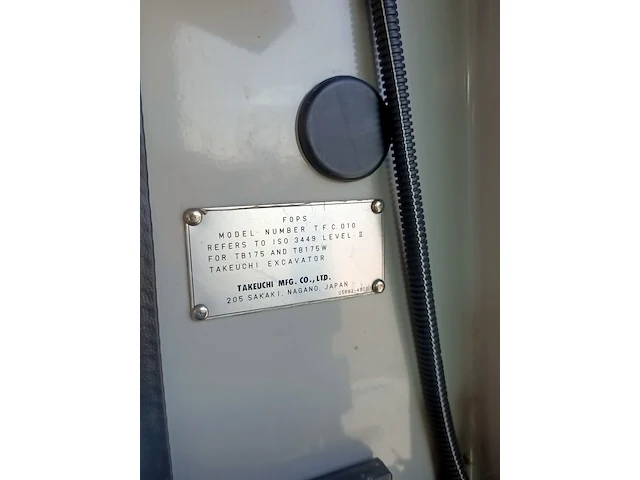 FOPS
MODEL NUMBER T.F.C.010
REFERS TO ISO 3449 LEVEL-II
FOR TB175 AND TB175W
TAKEUCHI EXCAVATOR
TAKEUCHI MFG. CO., LTD.
205 SAKAKI, NAGANO, JAPAN